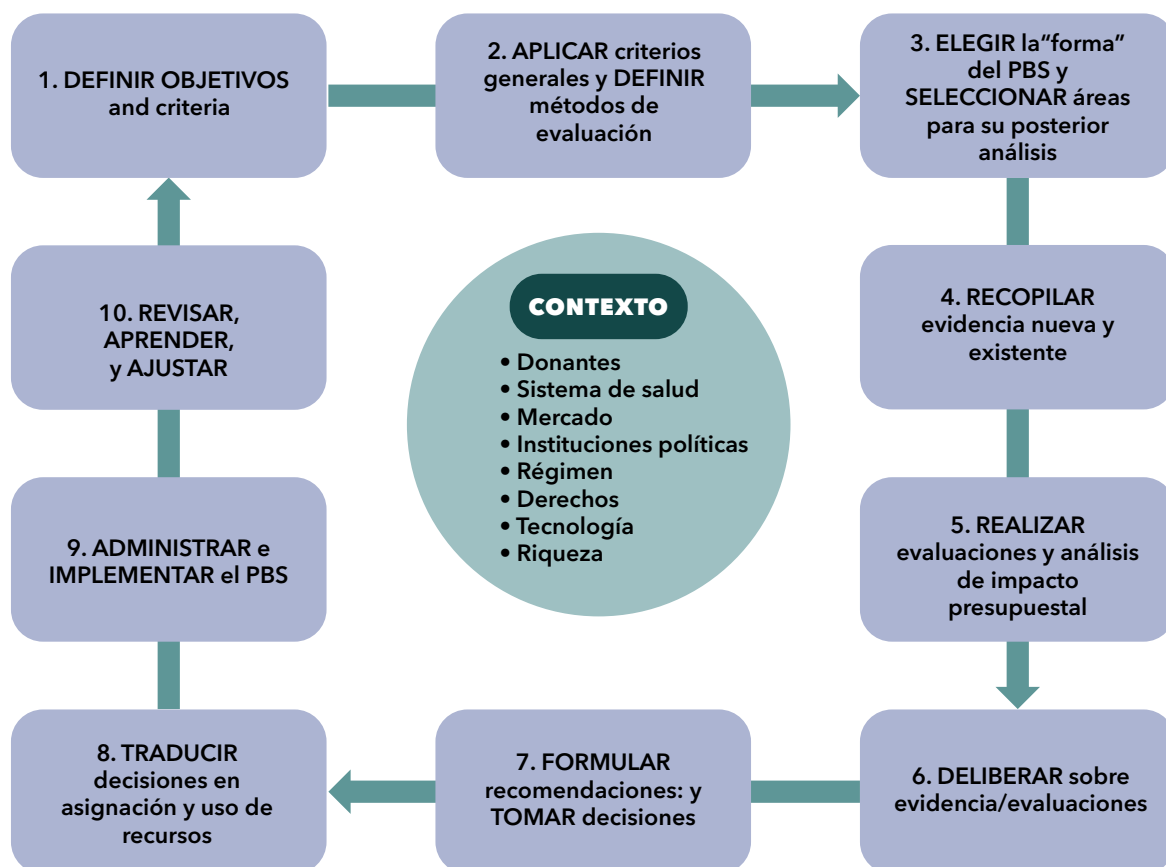 1. DEFINIR OBJETIVOS
and criteria
2. APLICAR criterios
generales y DEFINIR
métodos de
evaluación
3. ELEGIR la“forma”
del PBS y
SELECCIONAR áreas
para su posterior
análisis
4. RECOPILAR
evidencia nueva y
existente
5. REALIZAR
evaluaciones y análisis
de impacto
presupuestal
6. DELIBERAR sobre
evidencia/evaluaciones
7. FORMULAR
recomendaciones: y
TOMAR decisiones
8. TRADUCIR
decisiones en
asignación y uso de
recursos
9. ADMINISTRAR e
IMPLEMENTAR el PBS
10. REVISAR,
APRENDER,
y AJUSTAR
CONTEXTO
• Donantes
• Sistema de salud
• Mercado
• Instituciones políticas
• Régimen
• Derechos
• Tecnología
• Riqueza